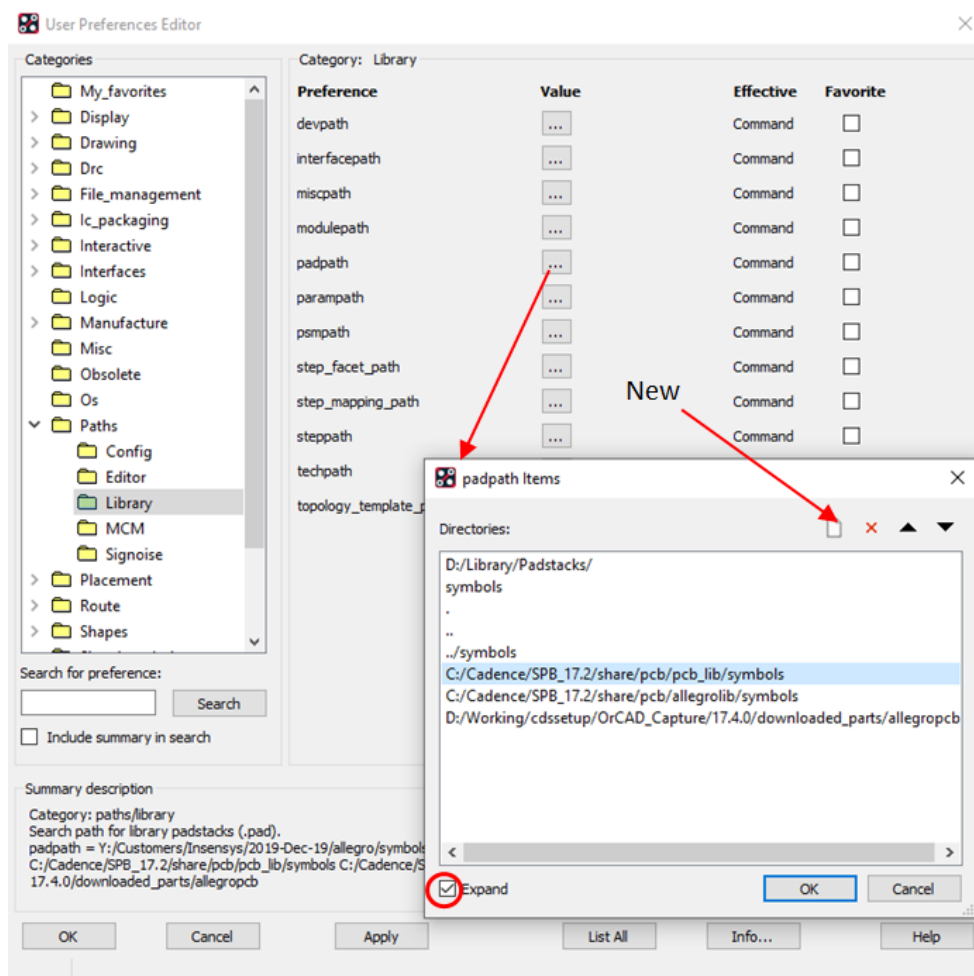 User Preferences Editor
Categories
My_favorites
Display
Drawing
Drc
File_management
Ic_packaging
Interactive
Interfaces
Logic
Manufacture
Misc
Obsolete
Os
Paths
Config
Editor
Library
MCM
Signoise
Placement
Route
Shapes
Search for preference:
Search
Include summary in search
Category: Library
Preference Value Effective Favorite
devpath ... Command
interfacepath ... Command
miscpath ... Command
modulepath ... Command
padpath ... Command
parampath ... Command
psmpath ... Command
step_facet_path ... Command
step_mapping_path ... Command
steppath ... Command
techpath
topology_template_p
New
padpath Items
Directories:
D:/Library/Padstacks/
symbols
.
..
../symbols
C:/Cadence/SPB_17.2/share/pcb/pcb_lib/symbols
C:/Cadence/SPB_17.2/share/pcb/allegrolib/symbols
D:/Working/cdssetup/OrCAD_Capture/17.4.0/downloaded_parts/allegropcb
Expand
OK Cancel
Summary description
Category: paths/library
Search path for library padstacks (.pad).
padpath = Y:/Customers/Insensys/2019-Dec-19/allegro/symbols
C:/Cadence/SPB_17.2/share/pcb/pcb_lib/symbols C:/Cadence/S
17.4.0/downloaded_parts/allegropcb
OK Cancel Apply List All Info... Help